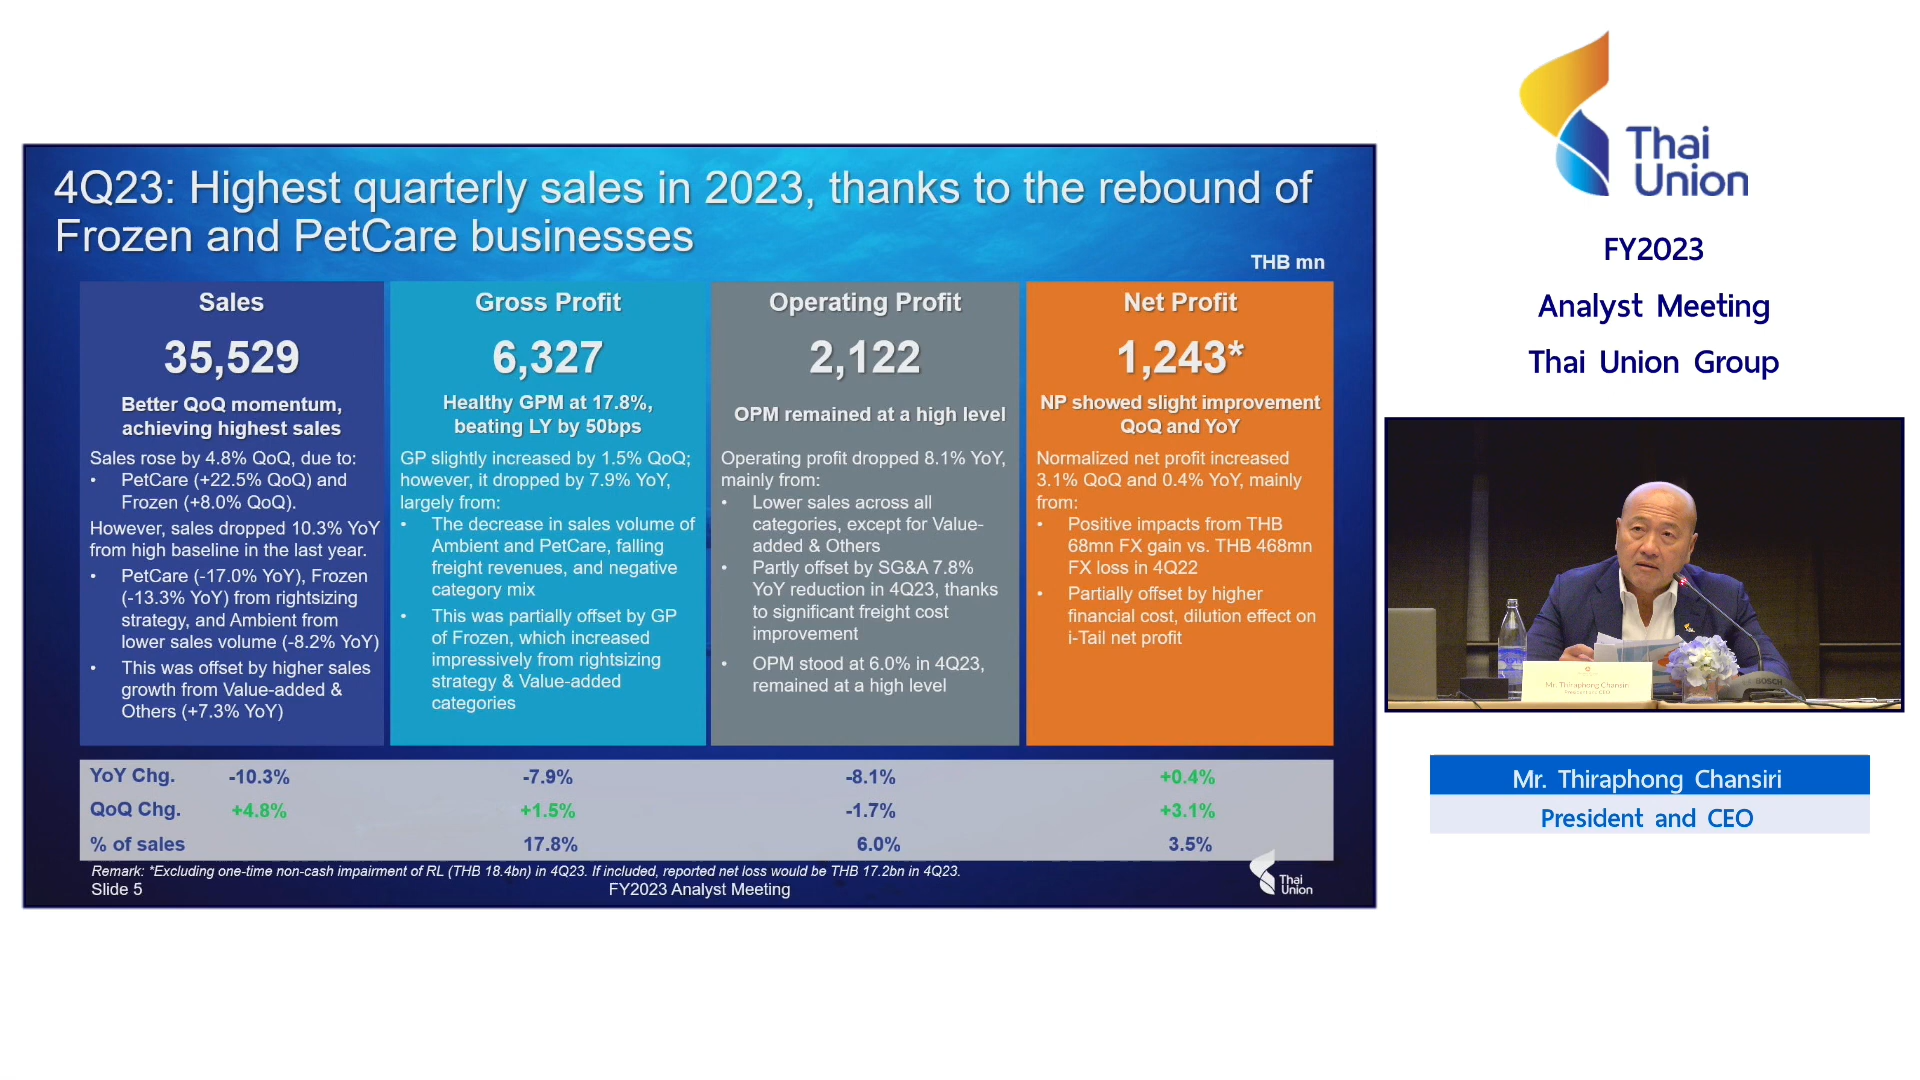 4Q23: Highest quarterly sales in 2023, thanks to the rebound of
Frozen and PetCare businesses
THB mn
Sales
35,529
Better QoQ momentum,
achieving highest sales
Sales rose by 4.8% QoQ, due to:
• PetCare (+22.5% QoQ) and
Frozen (+8.0% QoQ).
However, sales dropped 10.3% YoY
from high baseline in the last year.
• PetCare (-17.0% YoY), Frozen
(-13.3% YoY) from rightsizing
strategy, and Ambient from
lower sales volume (-8.2% YoY)
• This was offset by higher sales
growth from Value-added &
Others (+7.3% YoY)
Gross Profit
6,327
Healthy GPM at 17.8%,
beating LY by 50bps
GP slightly increased by 1.5% QoQ;
however, it dropped by 7.9% YoY,
largely from:
• The decrease in sales volume of
Ambient and PetCare, falling
freight revenues, and negative
category mix
• This was partially offset by GP
of Frozen, which increased
impressively from rightsizing
strategy & Value-added
categories
Operating Profit
2,122
OPM remained at a high level
Operating profit dropped 8.1% YoY,
mainly from:
• Lower sales across all
categories, except for Value-
added & Others
• Partly offset by SG&A 7.8%
YoY reduction in 4Q23, thanks
to significant freight cost
improvement
• OPM stood at 6.0% in 4Q23,
remained at a high level
Net Profit
1,243*
NP showed slight improvement
QoQ and YoY
Normalized net profit increased
3.1% QoQ and 0.4% YoY, mainly
from:
• Positive impacts from THB
68mn FX gain vs. THB 468mn
FX loss in 4Q22
• Partially offset by higher
financial cost, dilution effect on
i-Tail net profit
YoY Chg. -10.3% -7.9% -8.1% +0.4%
QoQ Chg. +4.8% +1.5% -1.7% +3.1%
% of sales 17.8% 6.0% 3.5%
Remark: *Excluding one-time non-cash impairment of RL (THB 18.4bn) in 4Q23. If included, reported net loss would be THB 17.2bn in 4Q23.
Slide 5
FY2023 Analyst Meeting
Thai
Union
Thai
Union
FY2023
Analyst Meeting
Thai Union Group
Mr. Thiraphong Chansiri
President and CEO
BOSCH
Mr. Thiraphong Chansiri
President and CEO